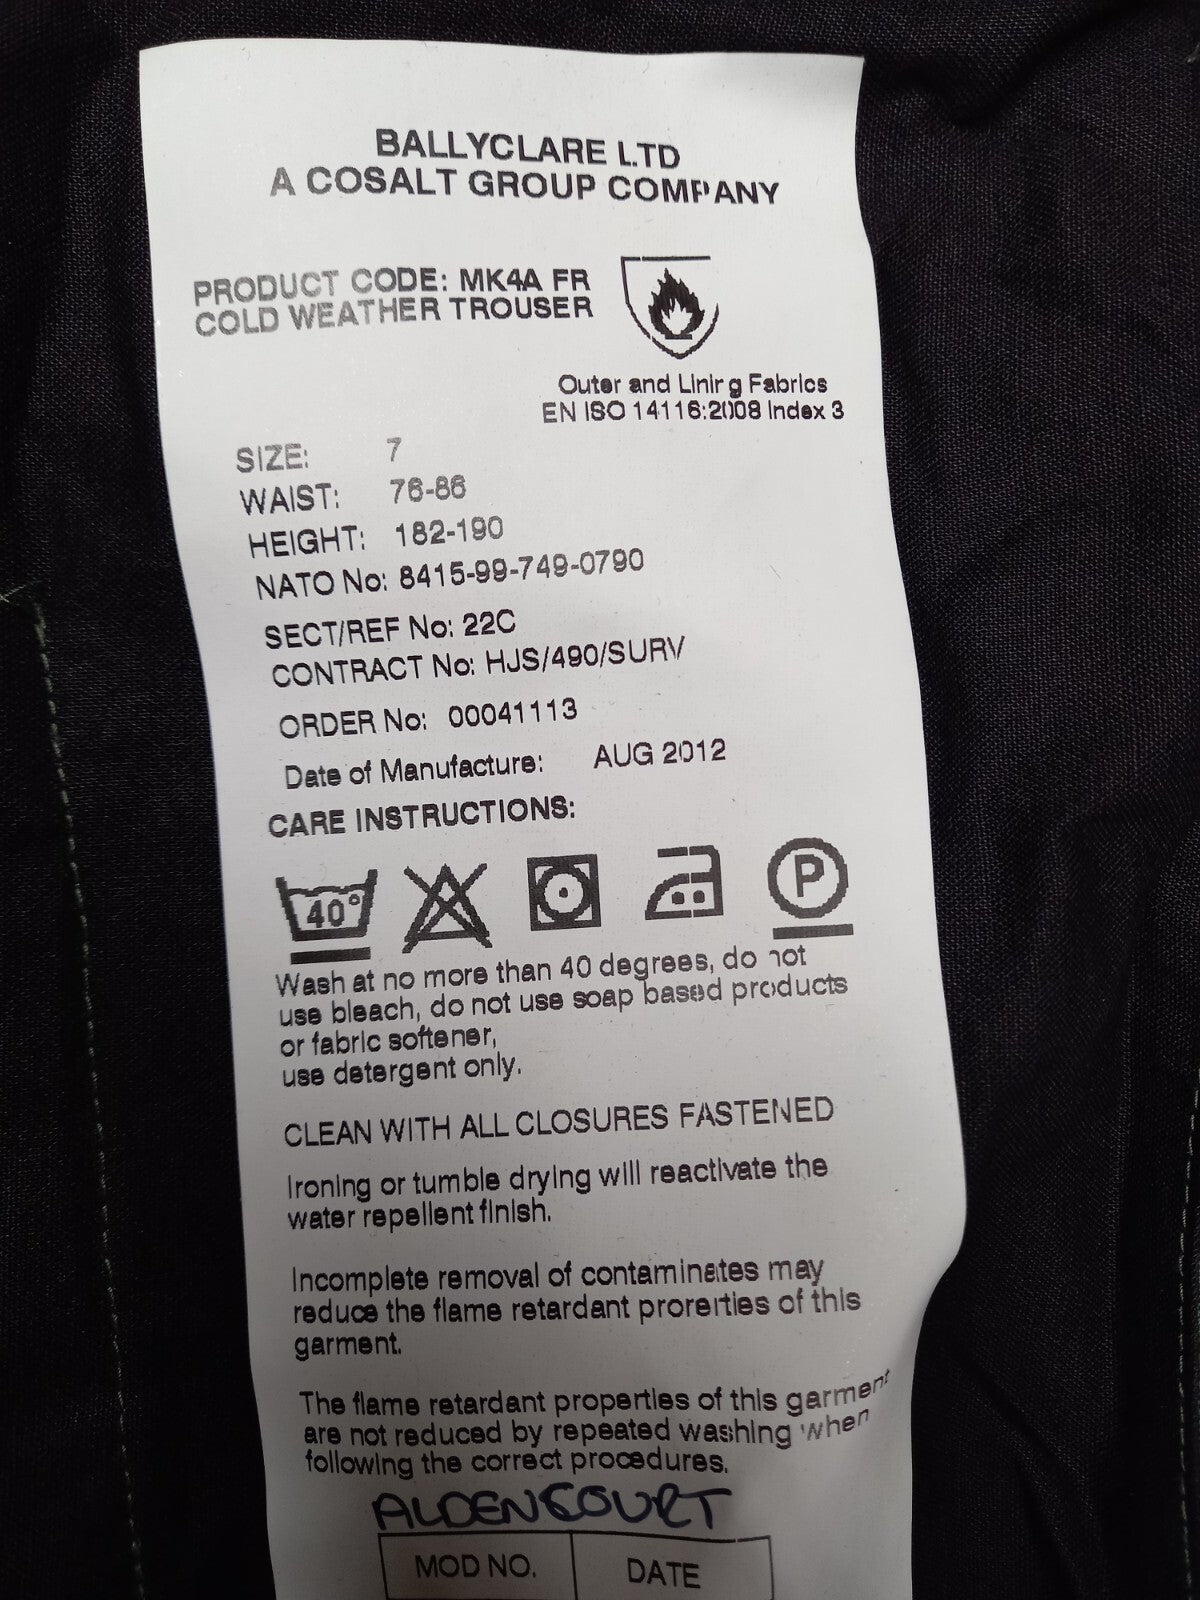 BALLYCLARE LTD
A COSALT GROUP COMPANY
PRODUCT CODE: MK4A FR
COLD WEATHER TROUSER
Outer and Lining Fabrics
EN ISO 14116:2008 Index 3
SIZE: 7
WAIST: 76-86
HEIGHT: 182-190
NATO No: 8415-99-749-0790
SECT/REF No: 22C
CONTRACT No: HJS/490/SURV
ORDER No: 00041113
Date of Manufacture: AUG 2012
CARE INSTRUCTIONS:
40° P
Wash at no more than 40 degrees, do not
use bleach, do not use soap based products
or fabric softener,
use detergent only.
CLEAN WITH ALL CLOSURES FASTENED
Ironing or tumble drying will reactivate the
water repellent finish.
Incomplete removal of contaminates may
reduce the flame retardant prorerties of this
garment.
The flame retardant properties of this garment
are not reduced by repeated washing when
following the correct procedures.
ALDENCOURT
MOD NO. DATE